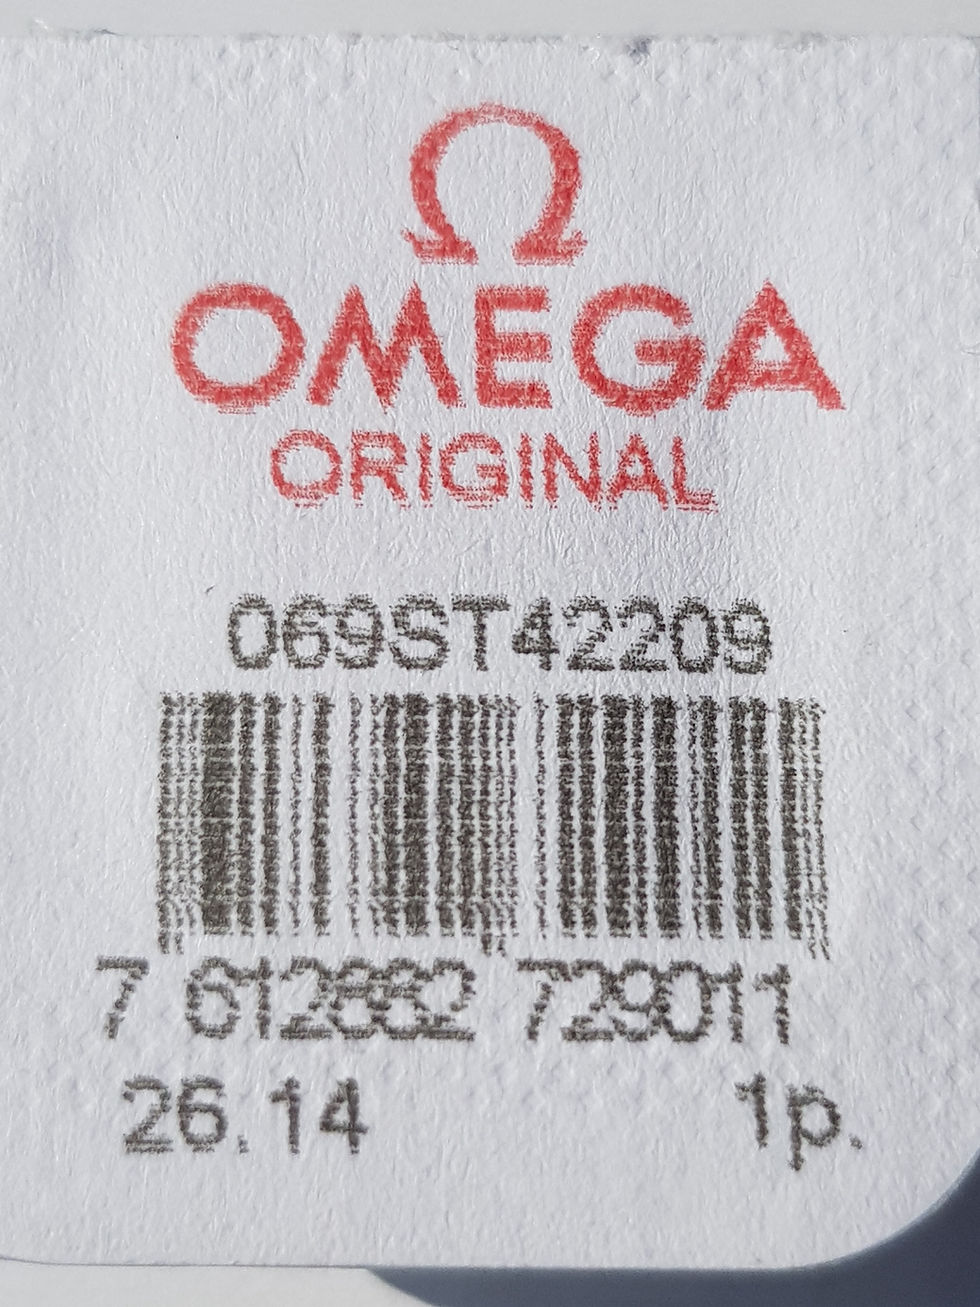 Ω
OMEGA
ORIGINAL
069ST42209
7 612882 729011
26.14 1p.